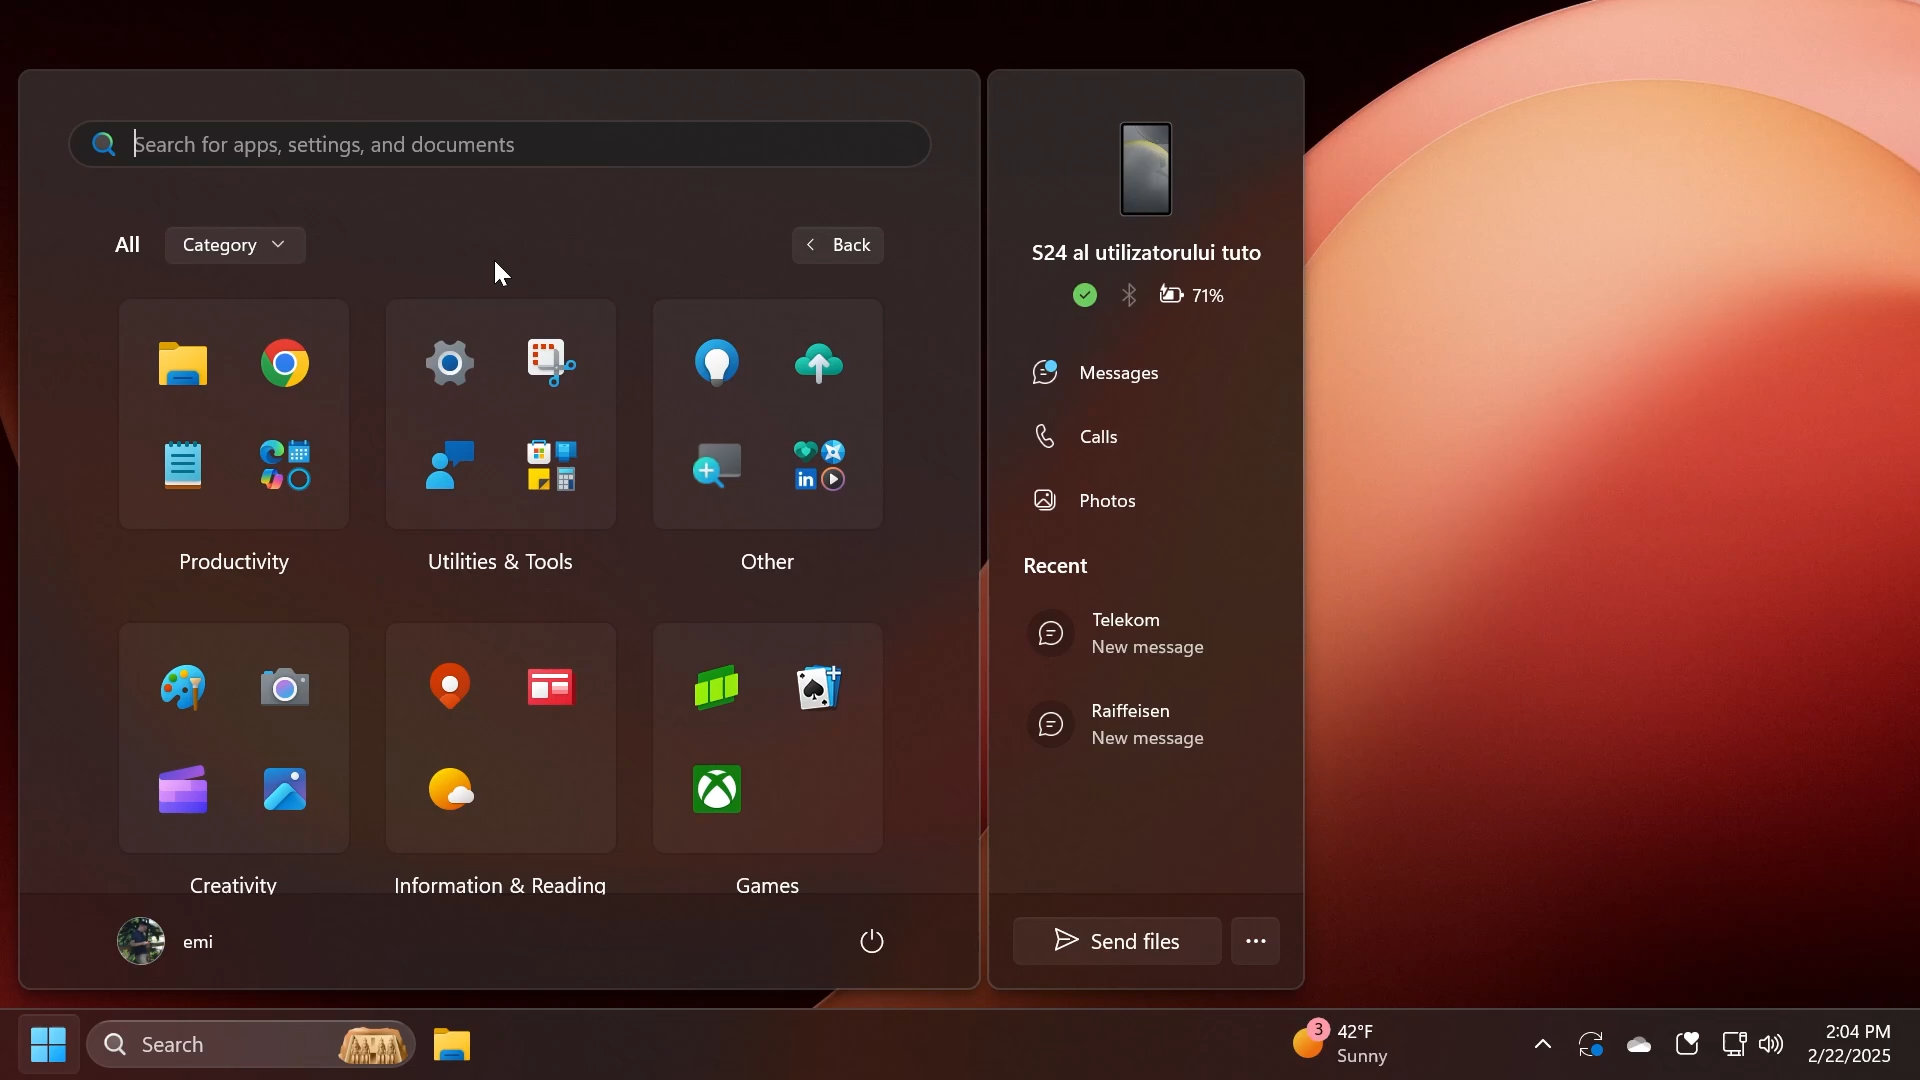 Search for apps, settings, and documents
All
Category
Back
Productivity
Utilities & Tools
Other
Creativity
Information & Reading
Games
emi
S24 al utilizatorului tuto
71%
Messages
Calls
Photos
Recent
Telekom
New message
Raiffeisen
New message
Send files
Search
3
42°F
Sunny
2:04 PM
2/22/2025
in